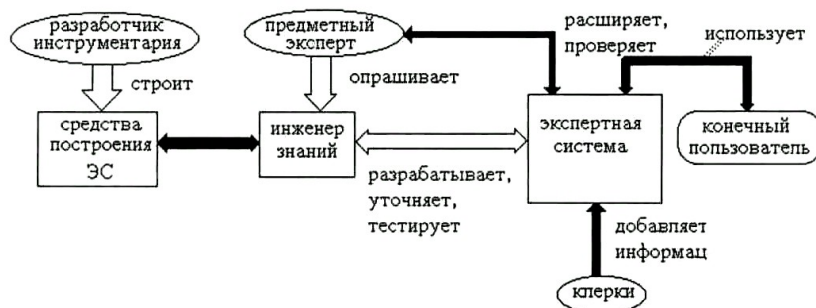 разработчик
инструментария
строит
средства
построения
ЭС
предметный
эксперт
опрашивает
инженер
знаний
разрабатывает,
уточняет,
тестирует
расширяет,
проверяет
использует
экспертная
система
конечный
пользователь
добавляет
информац
клерки